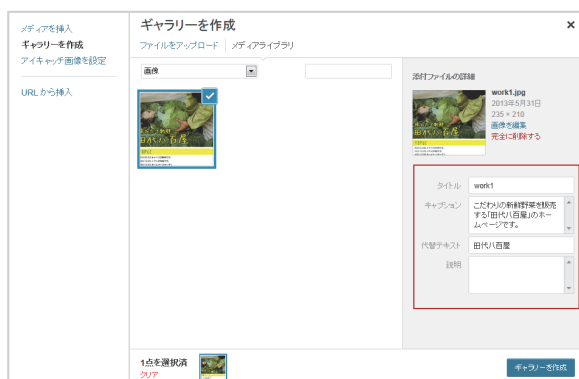 メディアを挿入
ギャラリーを作成
アイキャッチ画像を設定
URL から挿入
ギャラリーを作成
×
ファイルをアップロード
メディアライブラリ
画像
添付ファイルの詳細
work1.jpg
2013年5月31日
235 × 210
画像を編集
完全に削除する
タイトル
work1
キャプション
こだわりの新鮮野菜を販売
する「田代八百屋」のホー
ムページです。
代替テキスト
田代八百屋
説明
1点を選択済
クリア
ギャラリーを作成